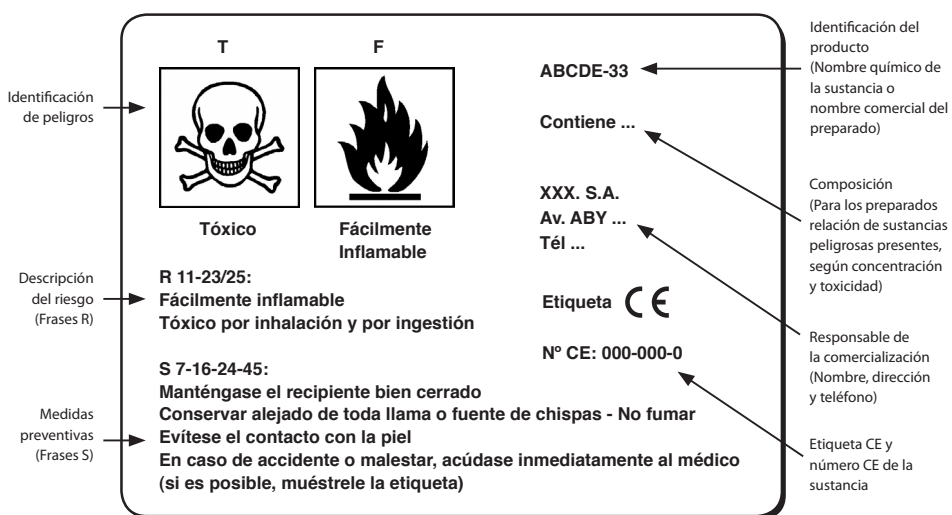 Identificación
de peligros
Descripción
del riesgo
(Frases R)
Medidas
preventivas
(Frases S)
T
F
Tóxico
Fácilmente
Inflamable
R 11-23/25:
Fácilmente inflamable
Tóxico por inhalación y por ingestión
S 7-16-24-45:
Manténgase el recipiente bien cerrado
Conservar alejado de toda llama o fuente de chispas - No fumar
Evítese el contacto con la piel
En caso de accidente o malestar, acúdase inmediatamente al médico
(si es posible, muéstrele la etiqueta)
ABCDE-33
Contiene ...
XXX. S.A.
Av. ABY ...
Tél ...
Etiqueta CE
Nº CE: 000-000-0
Identificación del
producto
(Nombre químico de
la sustancia o
nombre comercial del
preparado)
Composición
(Para los preparados
relación de sustancias
peligrosas presentes,
según concentración
y toxicidad)
Responsable de
la comercialización
(Nombre, dirección
y teléfono)
Etiqueta CE y
número CE de la
sustancia